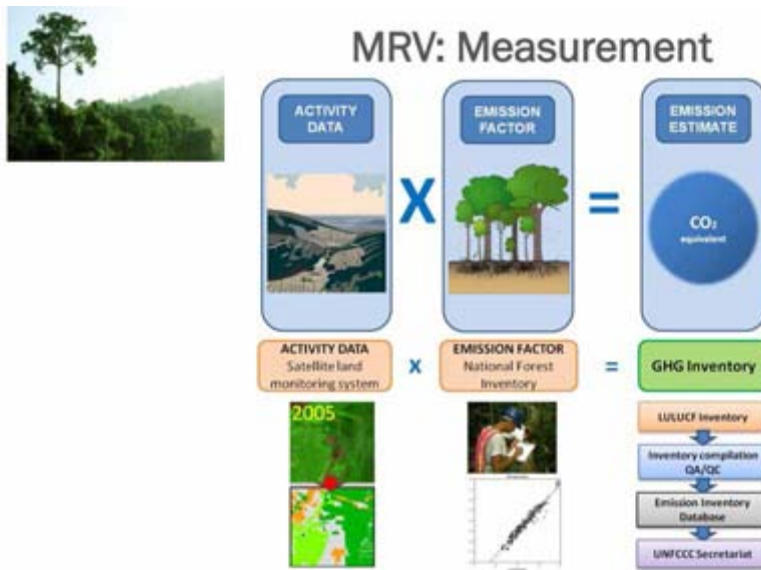 MRV: Measurement
ACTIVITY
DATA
X
EMISSION
FACTOR
=
EMISSION
ESTIMATE
CO₂
equivalent
ACTIVITY DATA
Satellite land
monitoring system
x
EMISSION FACTOR
National Forest
Inventory
=
GHG Inventory
2005
LULUCF Inventory
Inventory compilation
QA/QC
Emission Inventory
Database
UNFCCC Secretariat